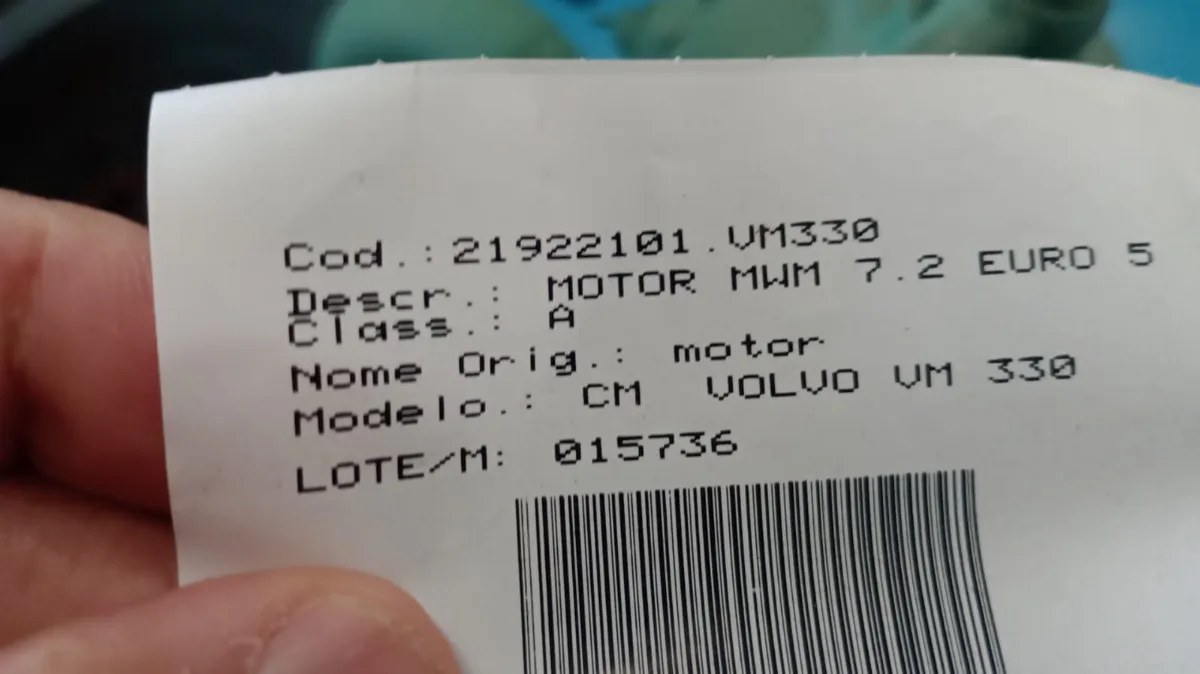 Cod.:21922101.VM330
Descr.: MOTOR MWM 7.2 EURO 5
Class.: A
Nome Orig.: motor
Modelo.: CM VOLVO VM 330
LOTE/M: 015736